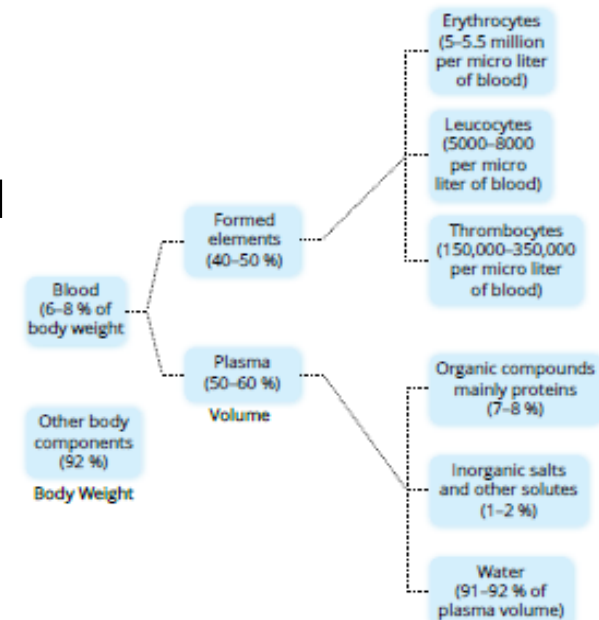 Erythrocytes
(5–5.5 million
per micro liter
of blood)
Leucocytes
(5000–8000
per micro
liter of blood)
Thrombocytes
(150,000–350,000
per micro liter
of blood)
Formed
elements
(40–50 %)
Blood
(6–8 % of
body weight
Plasma
(50–60 %)
Volume
Other body
components
(92 %)
Body Weight
Organic compounds
mainly proteins
(7–8 %)
Inorganic salts
and other solutes
(1–2 %)
Water
(91–92 % of
plasma volume)